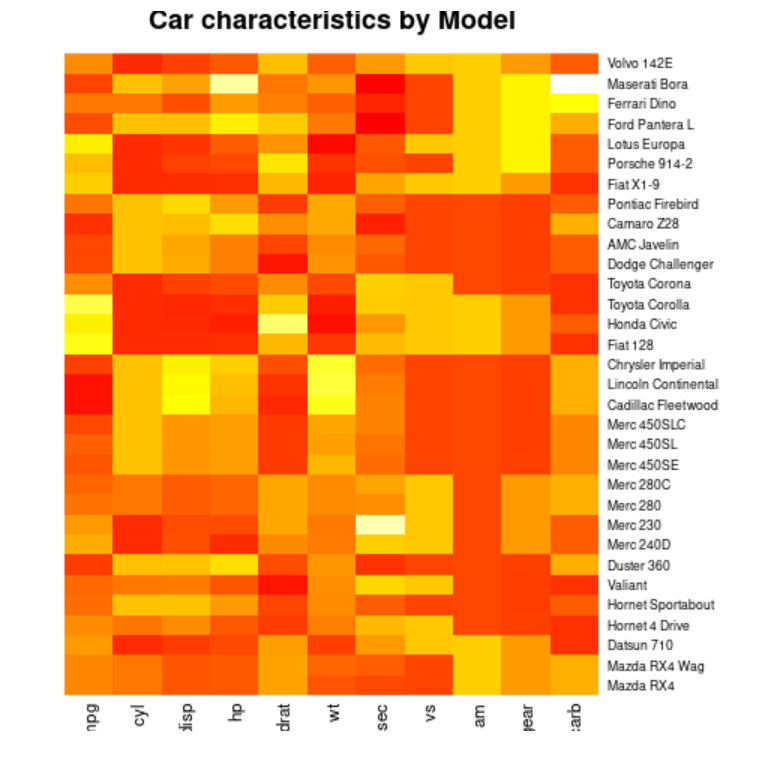 Car characteristics by Model
Volvo 142E
Maserati Bora
Ferrari Dino
Ford Pantera L
Lotus Europa
Porsche 914-2
Fiat X1-9
Pontiac Firebird
Camaro Z28
AMC Javelin
Dodge Challenger
Toyota Corona
Toyota Corolla
Honda Civic
Fiat 128
Chrysler Imperial
Lincoln Continental
Cadillac Fleetwood
Merc 450SLC
Merc 450SL
Merc 450SE
Merc 280C
Merc 280
Merc 230
Merc 240D
Duster 360
Valiant
Hornet Sportabout
Hornet 4 Drive
Datsun 710
Mazda RX4 Wag
Mazda RX4
mpg cyl disp hp drat wt sec vs am gear carb